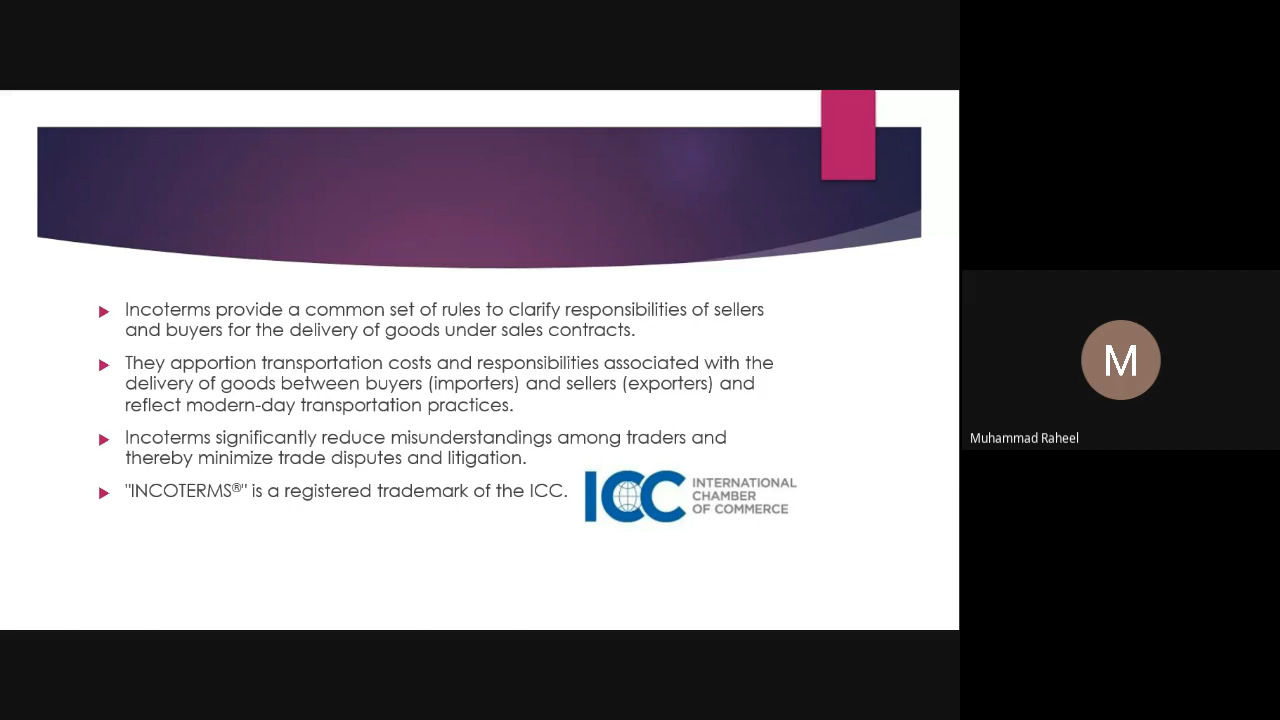 Incoterms provide a common set of rules to clarify responsibilities of sellers
and buyers for the delivery of goods under sales contracts.
They apportion transportation costs and responsibilities associated with the
delivery of goods between buyers (importers) and sellers (exporters) and
reflect modern-day transportation practices.
Incoterms significantly reduce misunderstandings among traders and
thereby minimize trade disputes and litigation.
"INCOTERMS®" is a registered trademark of the ICC.
ICC
INTERNATIONAL
CHAMBER
OF COMMERCE
M
Muhammad Raheel